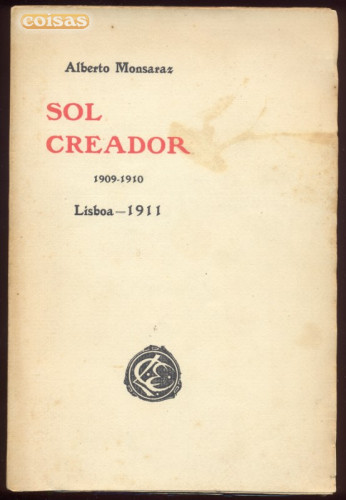 coisas
Alberto Monsaraz
SOL
CREADOR
1909-1910
Lisboa—1911